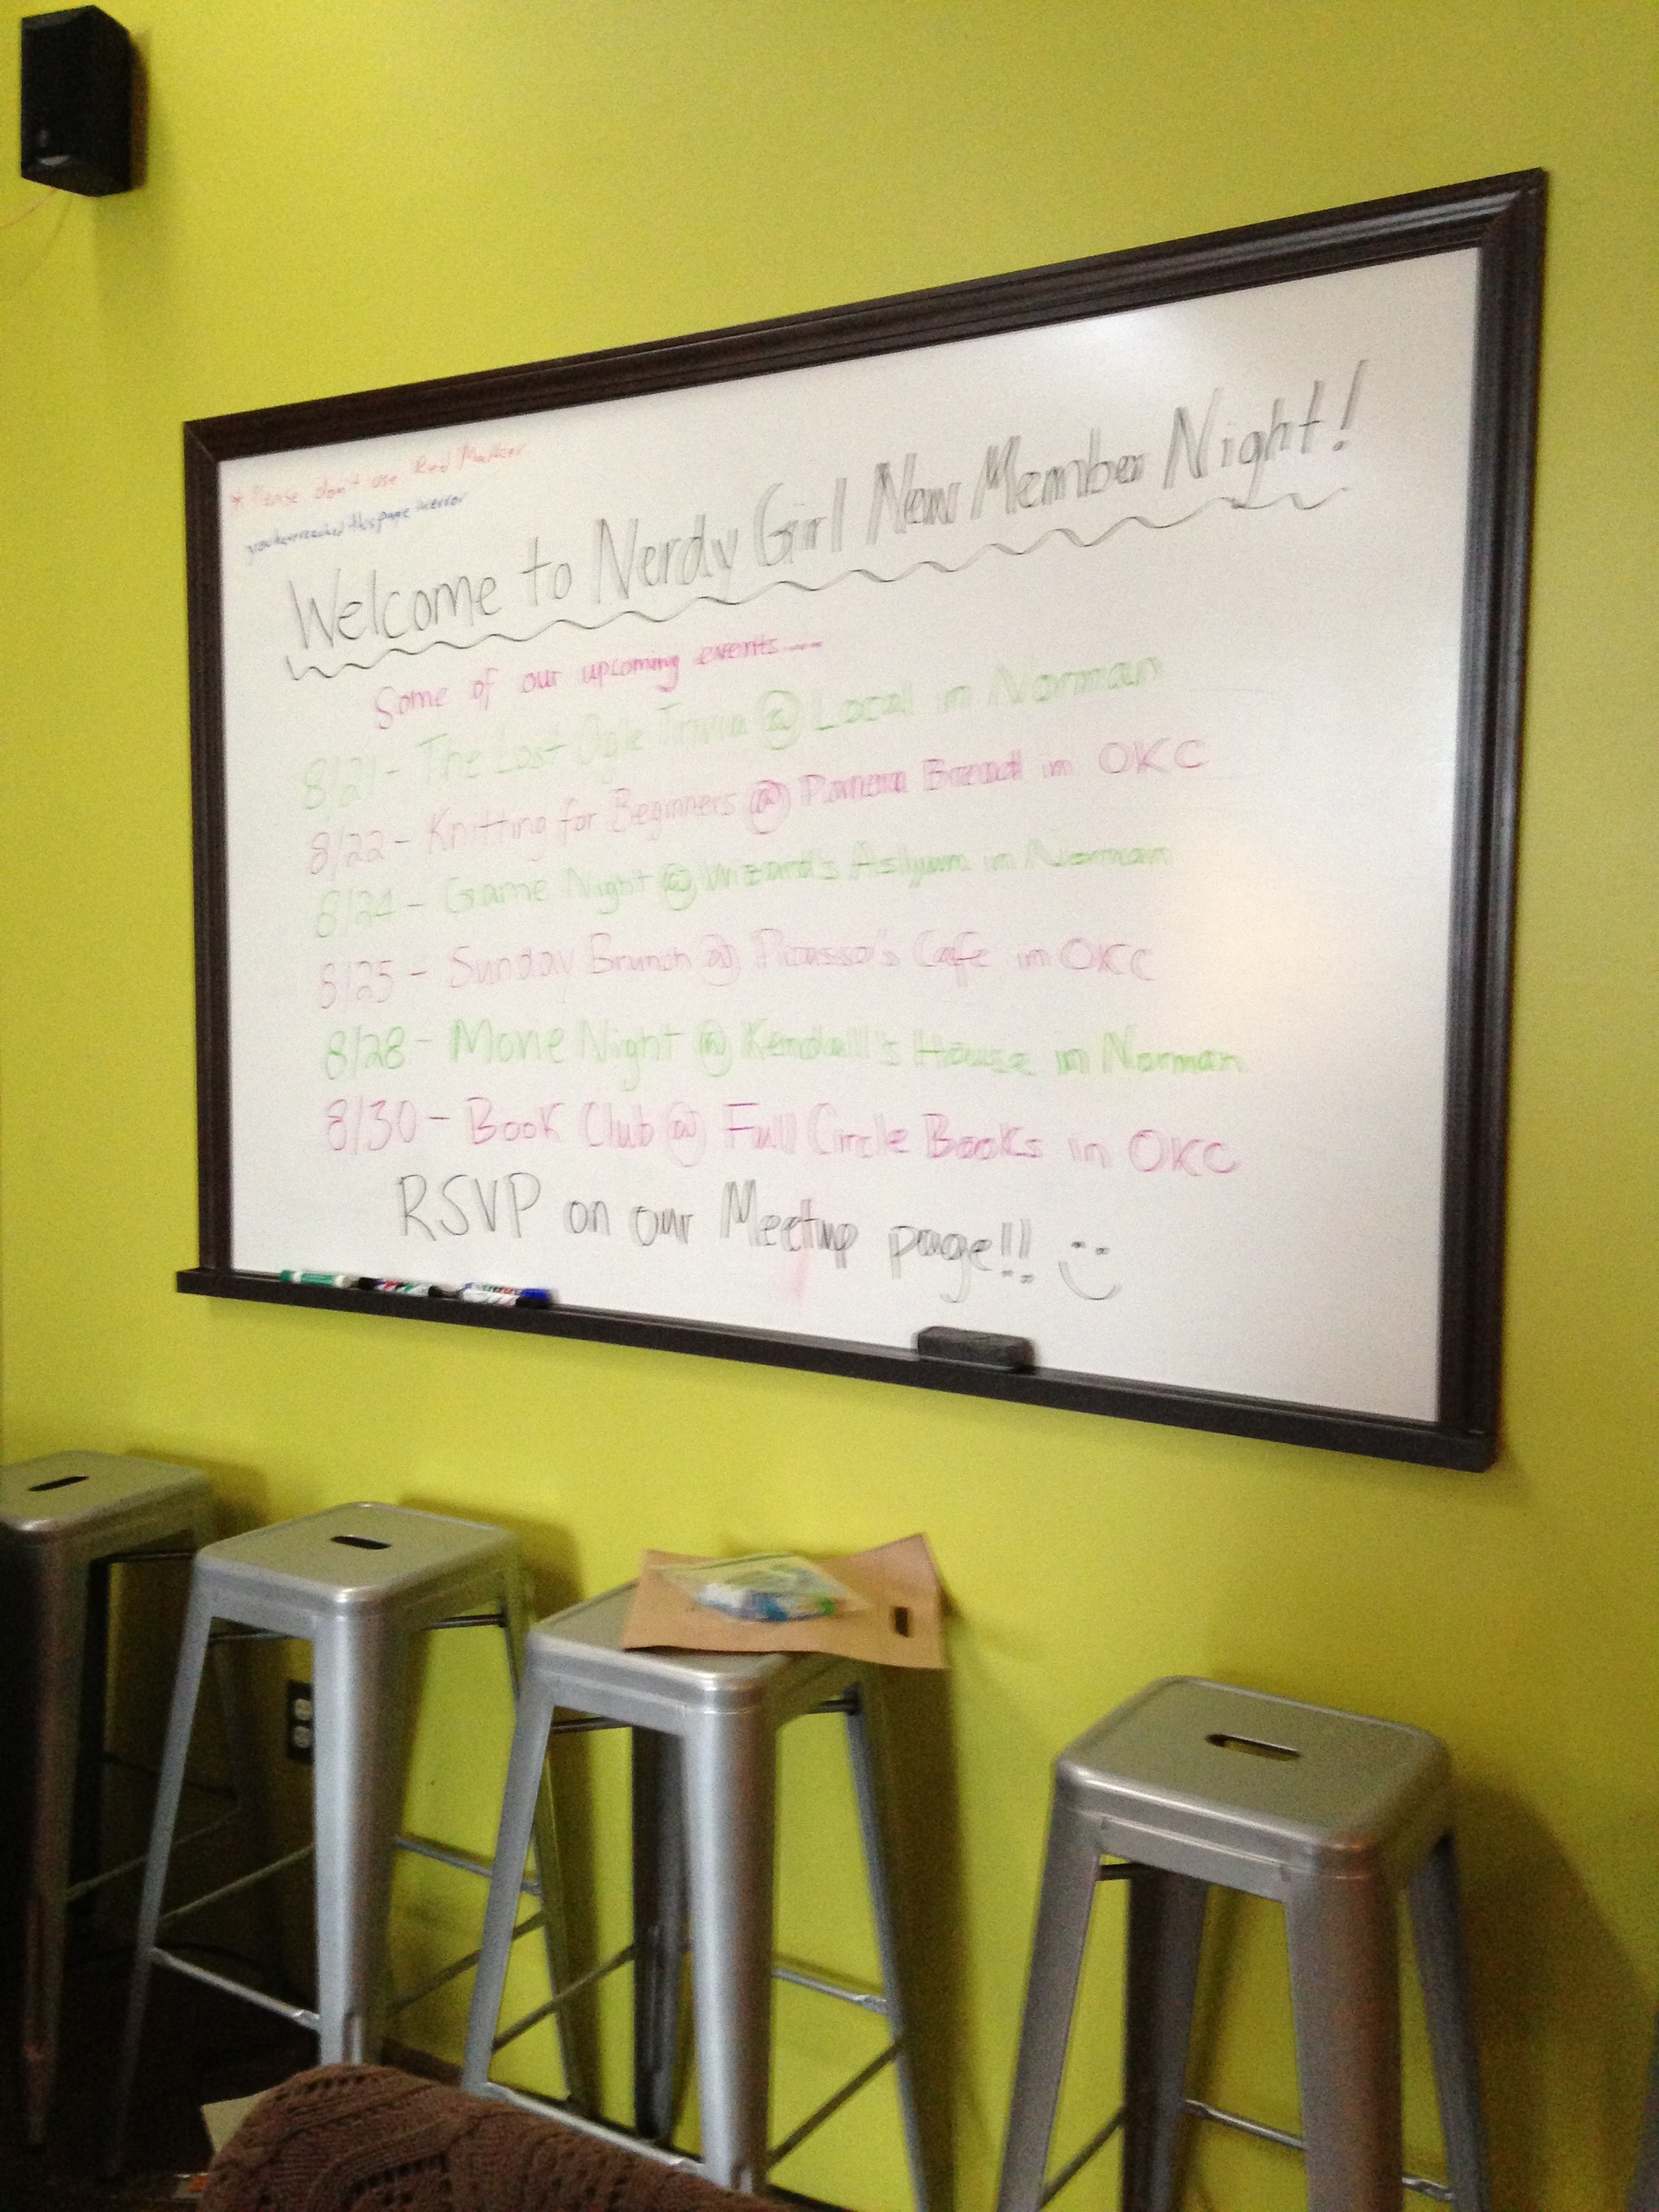 * Please don't use Red Marker
Welcome to Nerdy Girl New Member Night!
Some of our upcoming events....
8/21 - The Lost Ogle Trivia @ Local in Norman
8/22 - Knitting for Beginners @ Panera Bread in OKC
8/24 - Game Night @ Wizard's Asylum in Norman
8/25 - Sunday Brunch @ Picasso's Cafe in OKC
8/28 - Movie Night @ Kendall's House in Norman
8/30 - Book Club @ Full Circle Books in OKC
RSVP on our Meetup page!!! :)